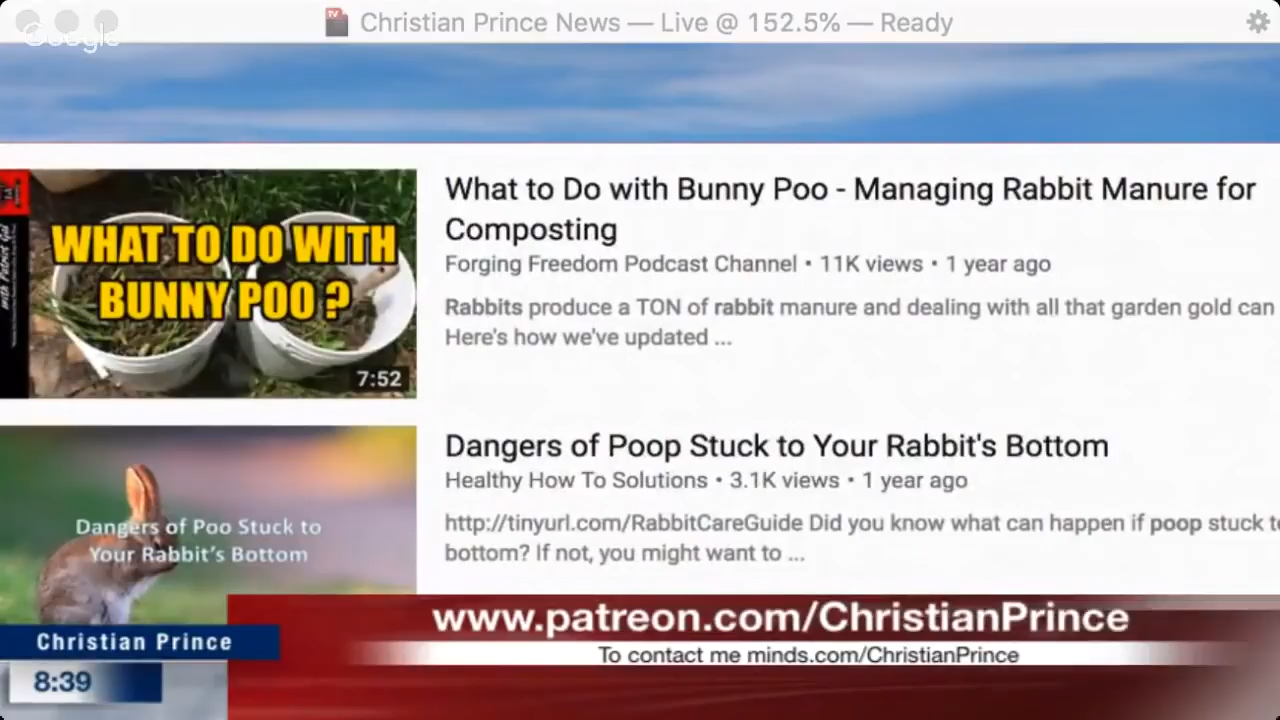 Christian Prince News — Live @ 152.5% — Ready
Google
WHAT TO DO WITH
BUNNY POO ?
7:52
What to Do with Bunny Poo - Managing Rabbit Manure for
Composting
Forging Freedom Podcast Channel • 11K views • 1 year ago
Rabbits produce a TON of rabbit manure and dealing with all that garden gold can
Here's how we've updated ...
Dangers of Poo Stuck to
Your Rabbit's Bottom
Dangers of Poop Stuck to Your Rabbit's Bottom
Healthy How To Solutions • 3.1K views • 1 year ago
http://tinyurl.com/RabbitCareGuide Did you know what can happen if poop stuck
bottom? If not, you might want to ...
www.patreon.com/ChristianPrince
To contact me minds.com/ChristianPrince
Christian Prince
8:39